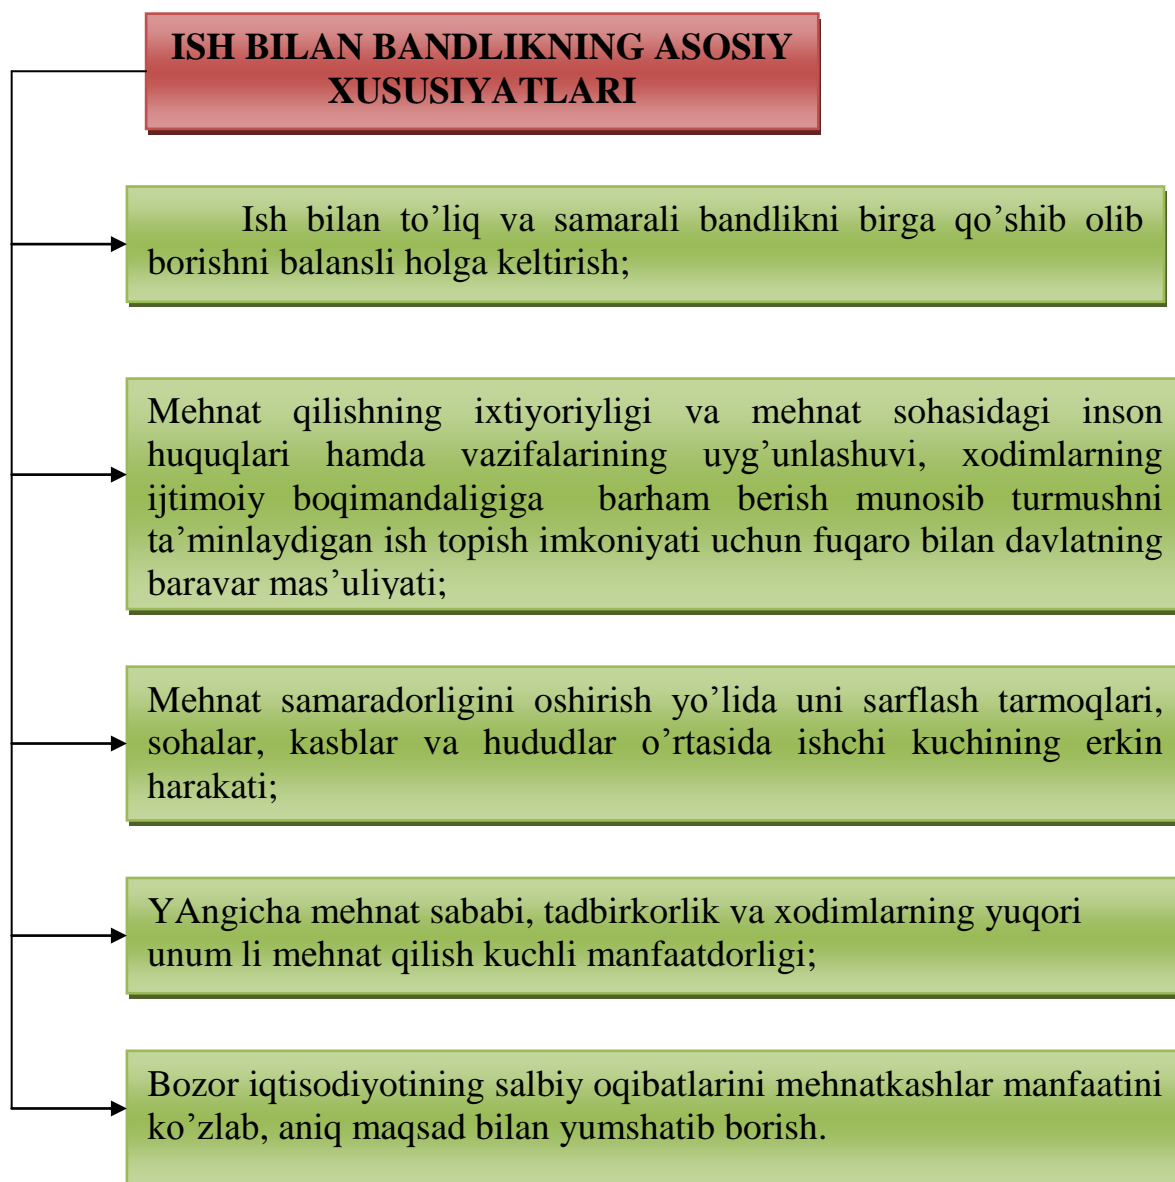 ISH BILAN BANDLIKNING ASOSIY
XUSUSIYATLARI
Ish bilan to’liq va samarali bandlikni birga qo’shib olib
borishni balansli holga keltirish;
Mehnat qilishning ixtiyoriyligi va mehnat sohasidagi inson
huquqlari hamda vazifalarining uyg’unlashuvi, xodimlarning
ijtimoiy boqimandaligiga barham berish munosib turmushni
ta’minlaydigan ish topish imkoniyati uchun fuqaro bilan davlatning
baravar mas’uliyati;
Mehnat samaradorligini oshirish yo’lida uni sarflash tarmoqlari,
sohalar, kasblar va hududlar o’rtasida ishchi kuchining erkin
harakati;
YAngicha mehnat sababi, tadbirkorlik va xodimlarning yuqori
unum li mehnat qilish kuchli manfaatdorligi;
Bozor iqtisodiyotining salbiy oqibatlarini mehnatkashlar manfaatini
ko’zlab, aniq maqsad bilan yumshatib borish.